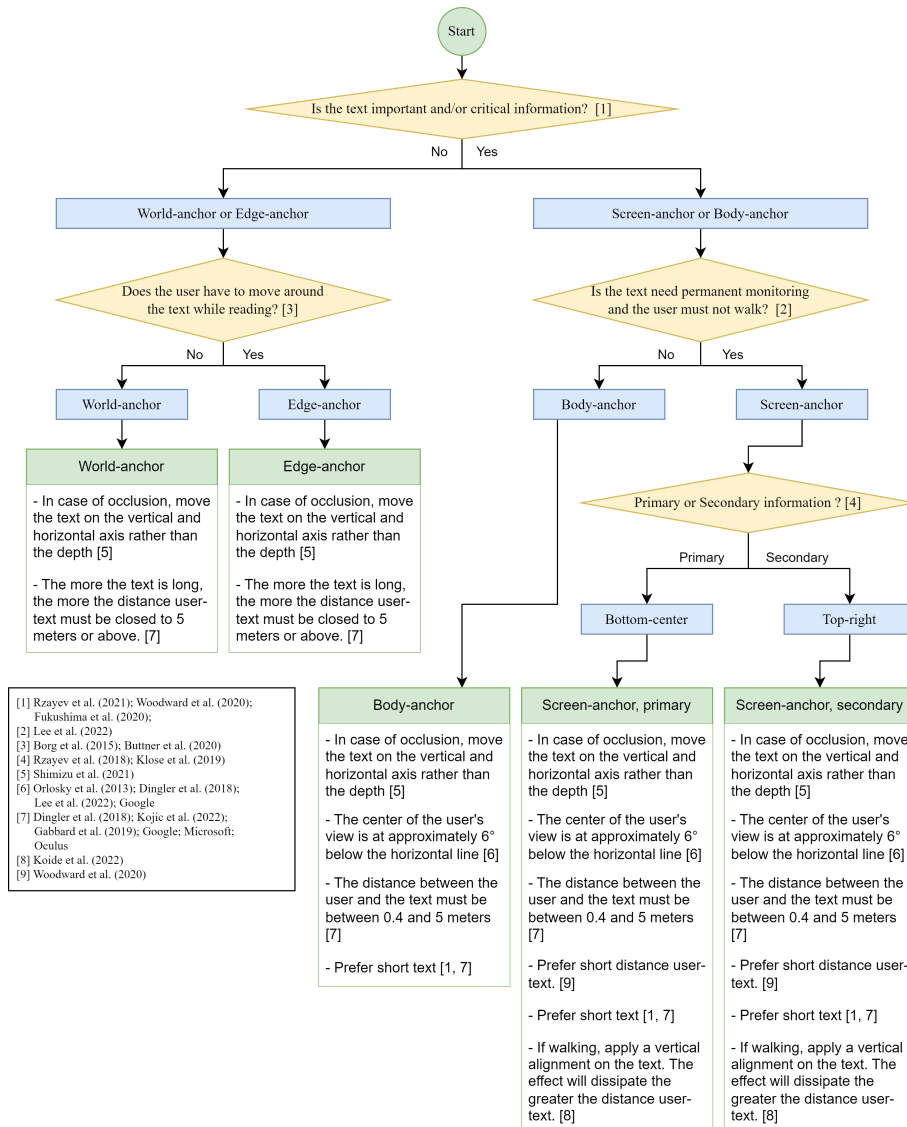 Start
Is the text important and/or critical information? [1]
No
Yes
World-anchor or Edge-anchor
Screen-anchor or Body-anchor
Does the user have to move around
the text while reading? [3]
Is the text need permanent monitoring
and the user must not walk? [2]
No
Yes
No
Yes
World-anchor
Edge-anchor
Body-anchor
Screen-anchor
World-anchor
- In case of occlusion, move
the text on the vertical and
horizontal axis rather than
the depth [5]
- The more the text is long,
the more the distance user-
text must be closed to 5
meters or above. [7]
Edge-anchor
- In case of occlusion, move
the text on the vertical and
horizontal axis rather than
the depth [5]
- The more the text is long,
the more the distance user-
text must be closed to 5
meters or above. [7]
Primary or Secondary information ? [4]
Primary
Secondary
Bottom-center
Top-right
[1] Rzayev et al. (2021); Woodward et al. (2020);
Fukushima et al. (2020);
[2] Lee et al. (2022)
[3] Borg et al. (2015); Buttner et al. (2020)
[4] Rzayev et al. (2018); Klose et al. (2019)
[5] Shimizu et al. (2021)
[6] Orlosky et al. (2013); Dingler et al. (2018);
Lee et al. (2022); Google
[7] Dingler et al. (2018); Kojic et al. (2022);
Gabbard et al. (2019); Google; Microsoft;
Oculus
[8] Koide et al. (2022)
[9] Woodward et al. (2020)
Body-anchor
- In case of occlusion, move
the text on the vertical and
horizontal axis rather than
the depth [5]
- The center of the user's
view is at approximately 6°
below the horizontal line [6]
- The distance between the
user and the text must be
between 0.4 and 5 meters
[7]
- Prefer short text [1, 7]
Screen-anchor, primary
- In case of occlusion, move
the text on the vertical and
horizontal axis rather than
the depth [5]
- The center of the user's
view is at approximately 6°
below the horizontal line [6]
- The distance between the
user and the text must be
between 0.4 and 5 meters
[7]
- Prefer short distance user-
text. [9]
- Prefer short text [1, 7]
- If walking, apply a vertical
alignment on the text. The
effect will dissipate the
greater the distance user-
text. [8]
Screen-anchor, secondary
- In case of occlusion, move
the text on the vertical and
horizontal axis rather than
the depth [5]
- The center of the user's
view is at approximately 6°
below the horizontal line [6]
- The distance between the
user and the text must be
between 0.4 and 5 meters
[7]
- Prefer short distance user-
text. [9]
- Prefer short text [1, 7]
- If walking, apply a vertical
alignment on the text. The
effect will dissipate the
greater the distance user-
text. [8]